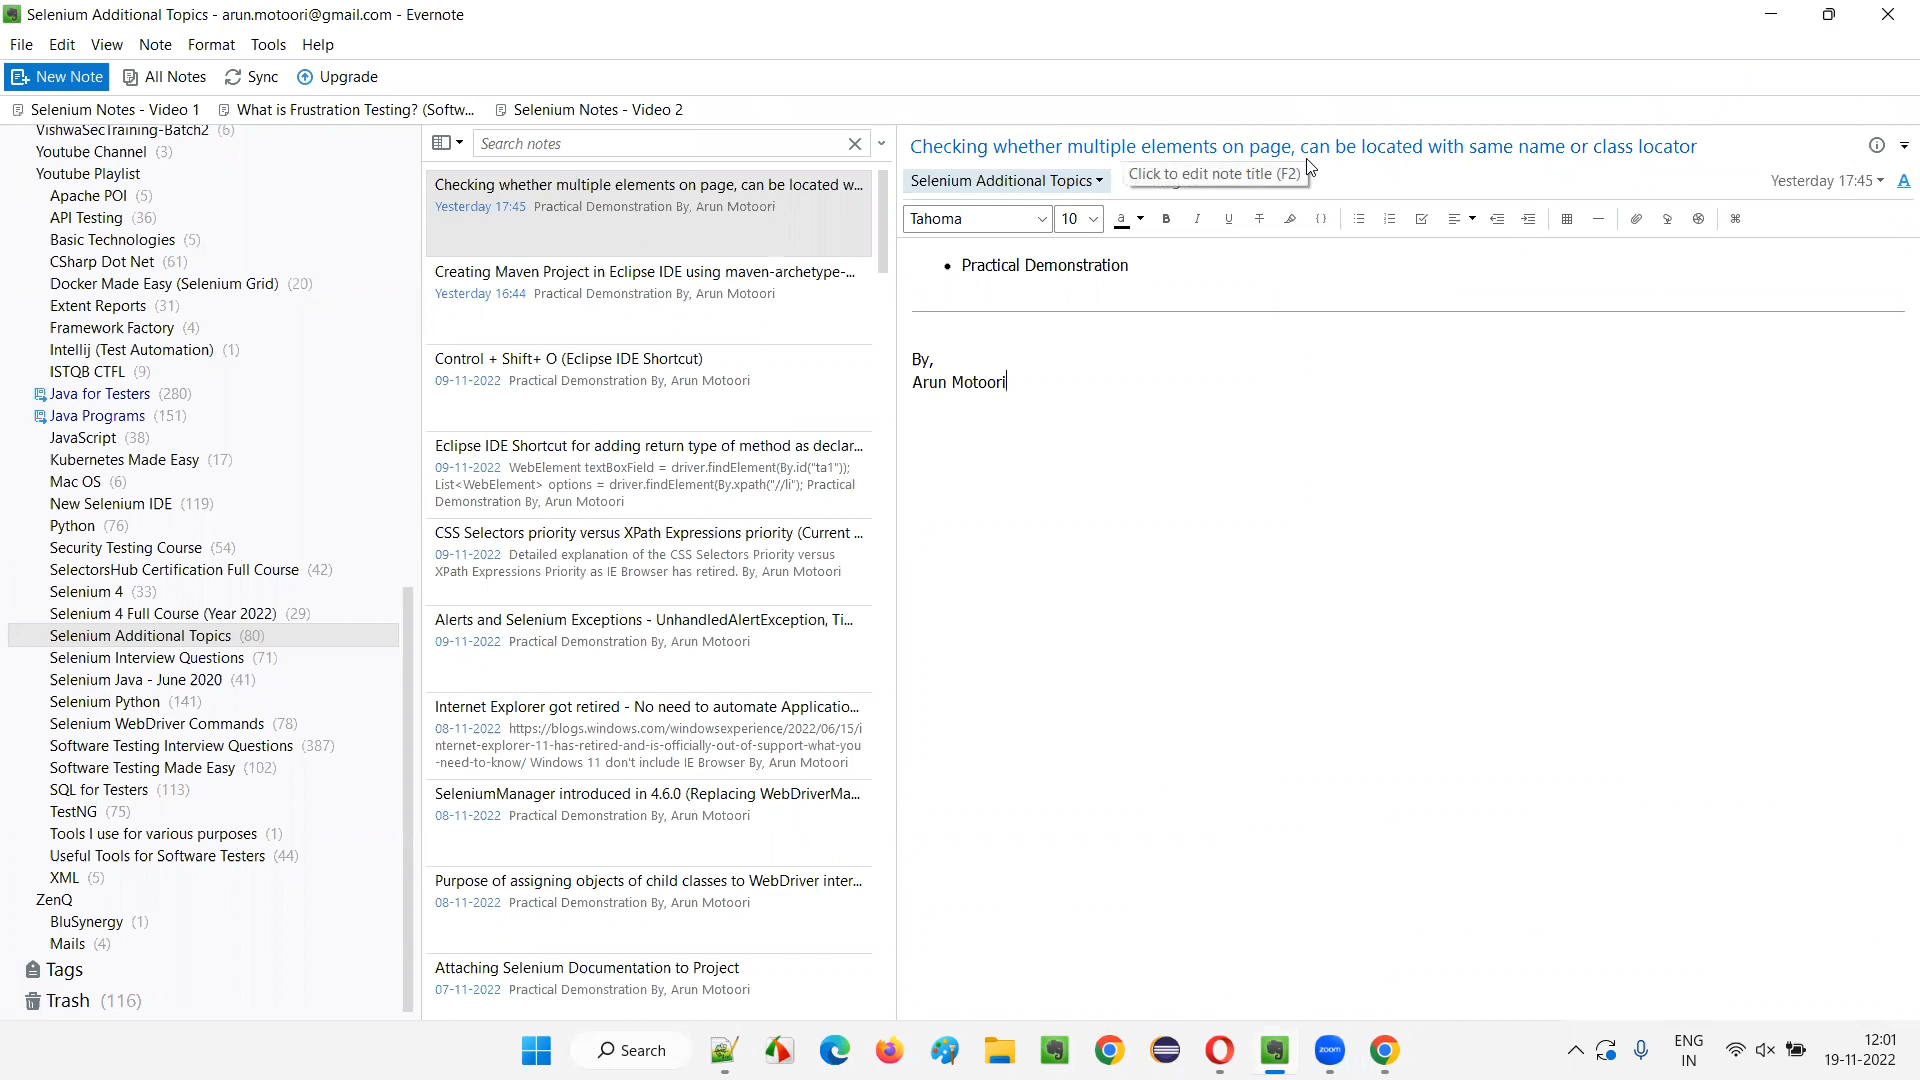 Selenium Additional Topics - arun.motoori@gmail.com - Evernote
File Edit View Note Format Tools Help
New Note All Notes Sync Upgrade
Selenium Notes - Video 1 What is Frustration Testing? (Softw... Selenium Notes - Video 2
VishwaSecTraining-Batch2 (6)
Youtube Channel (3)
Youtube Playlist
Apache POI (5)
API Testing (36)
Basic Technologies (5)
CSharp Dot Net (61)
Docker Made Easy (Selenium Grid) (20)
Extent Reports (31)
Framework Factory (4)
Intellij (Test Automation) (1)
ISTQB CTFL (9)
Java for Testers (280)
Java Programs (151)
JavaScript (38)
Kubernetes Made Easy (17)
Mac OS (6)
New Selenium IDE (119)
Python (76)
Security Testing Course (54)
SelectorsHub Certification Full Course (42)
Selenium 4 (33)
Selenium 4 Full Course (Year 2022) (29)
Selenium Additional Topics (80)
Selenium Interview Questions (71)
Selenium Java - June 2020 (41)
Selenium Python (141)
Selenium WebDriver Commands (78)
Software Testing Interview Questions (387)
Software Testing Made Easy (102)
SQL for Testers (113)
TestNG (75)
Tools I use for various purposes (1)
Useful Tools for Software Testers (44)
XML (5)
ZenQ
BluSynergy (1)
Mails (4)
Tags
Trash (116)
Search notes
Checking whether multiple elements on page, can be located w...
Yesterday 17:45 Practical Demonstration By, Arun Motoori
Creating Maven Project in Eclipse IDE using maven-archetype-...
Yesterday 16:44 Practical Demonstration By, Arun Motoori
Control + Shift+ O (Eclipse IDE Shortcut)
09-11-2022 Practical Demonstration By, Arun Motoori
Eclipse IDE Shortcut for adding return type of method as declar...
09-11-2022 WebElement textBoxField = driver.findElement(By.id("ta1"));
List<WebElement> options = driver.findElement(By.xpath("//li"); Practical
Demonstration By, Arun Motoori
CSS Selectors priority versus XPath Expressions priority (Current ...
09-11-2022 Detailed explanation of the CSS Selectors Priority versus
XPath Expressions Priority as IE Browser has retired. By, Arun Motoori
Alerts and Selenium Exceptions - UnhandledAlertException, Ti...
09-11-2022 Practical Demonstration By, Arun Motoori
Internet Explorer got retired - No need to automate Applicatio...
08-11-2022 https://blogs.windows.com/windowsexperience/2022/06/15/i
nternet-explorer-11-has-retired-and-is-officially-out-of-support-what-you
-need-to-know/ Windows 11 don't include IE Browser By, Arun Motoori
SeleniumManager introduced in 4.6.0 (Replacing WebDriverMa...
08-11-2022 Practical Demonstration By, Arun Motoori
Purpose of assigning objects of child classes to WebDriver inter...
08-11-2022 Practical Demonstration By, Arun Motoori
Attaching Selenium Documentation to Project
07-11-2022 Practical Demonstration By, Arun Motoori
Checking whether multiple elements on page, can be located with same name or class locator
Selenium Additional Topics Click to edit note title (F2) Yesterday 17:45 A
Tahoma 10 a B I U T
Practical Demonstration
By,
Arun Motoori
Search zoom ENG
IN
12:01
19-11-2022